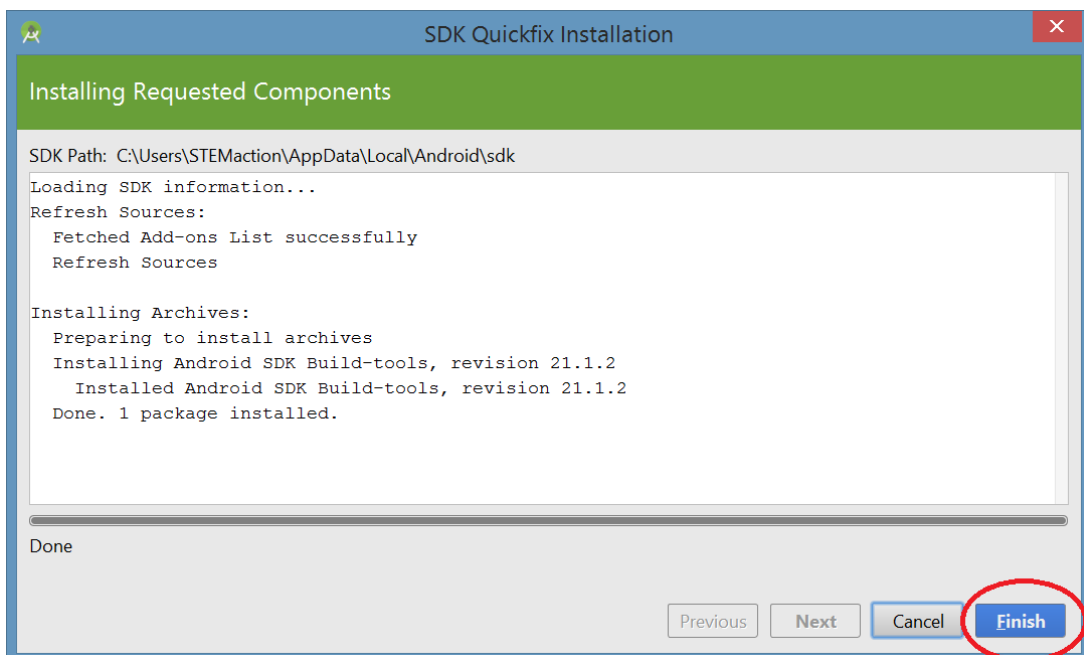 SDK Quickfix Installation
Installing Requested Components
SDK Path: C:\Users\STEMaction\AppData\Local\Android\sdk
Loading SDK information...
Refresh Sources:
Fetched Add-ons List successfully
Refresh Sources
Installing Archives:
Preparing to install archives
Installing Android SDK Build-tools, revision 21.1.2
Installed Android SDK Build-tools, revision 21.1.2
Done. 1 package installed.
Done
Previous Next Cancel Finish